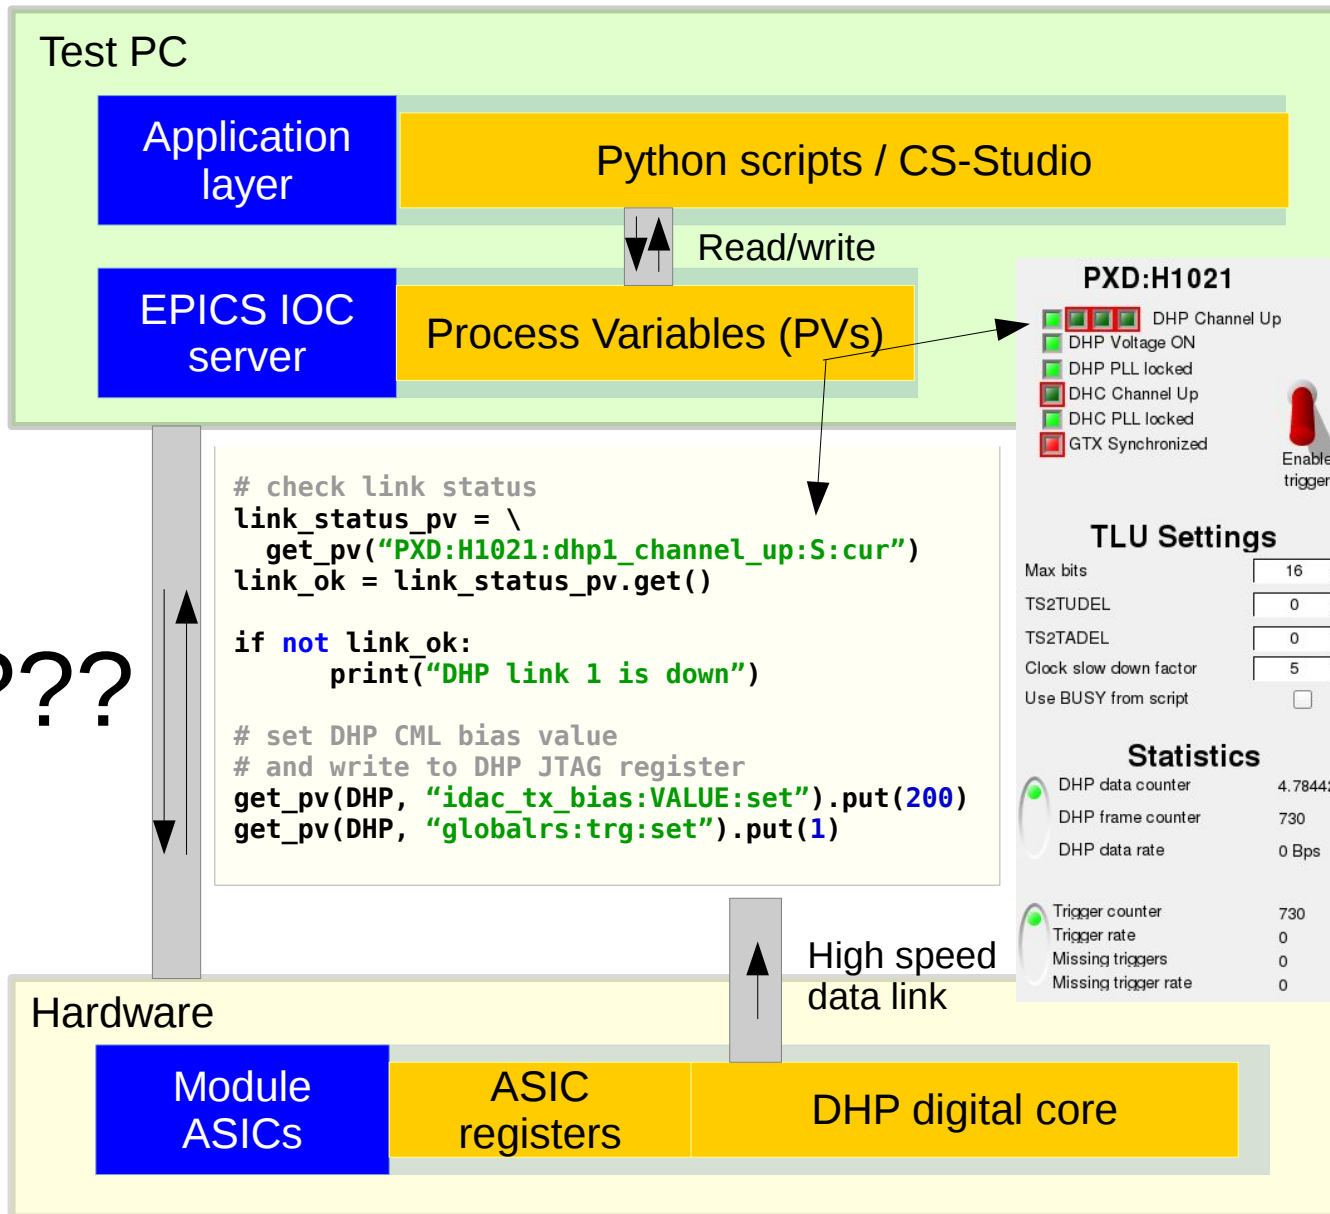 Test PC
Application
layer
Python scripts / CS-Studio
Read/write
EPICS IOC
server
Process Variables (PVs)
PXD:H1021
DHP Channel Up
DHP Voltage ON
DHP PLL locked
DHC Channel Up
DHC PLL locked
GTX Synchronized
Enable
trigger
# check link status
link_status_pv = \
get_pv(“PXD:H1021:dhp1_channel_up:S:cur”)
link_ok = link_status_pv.get()
if not link_ok:
print(“DHP link 1 is down”)
# set DHP CML bias value
# and write to DHP JTAG register
get_pv(DHP, “idac_tx_bias:VALUE:set”).put(200)
get_pv(DHP, “globalrs:trg:set”).put(1)
???
TLU Settings
Max bits 16
TS2TUDEL 0
TS2TADEL 0
Clock slow down factor 5
Use BUSY from script
Statistics
DHP data counter 4.78442
DHP frame counter 730
DHP data rate 0 Bps
Trigger counter 730
Trigger rate 0
Missing triggers 0
Missing trigger rate 0
High speed
data link
Hardware
Module
ASICs
ASIC
registers
DHP digital core